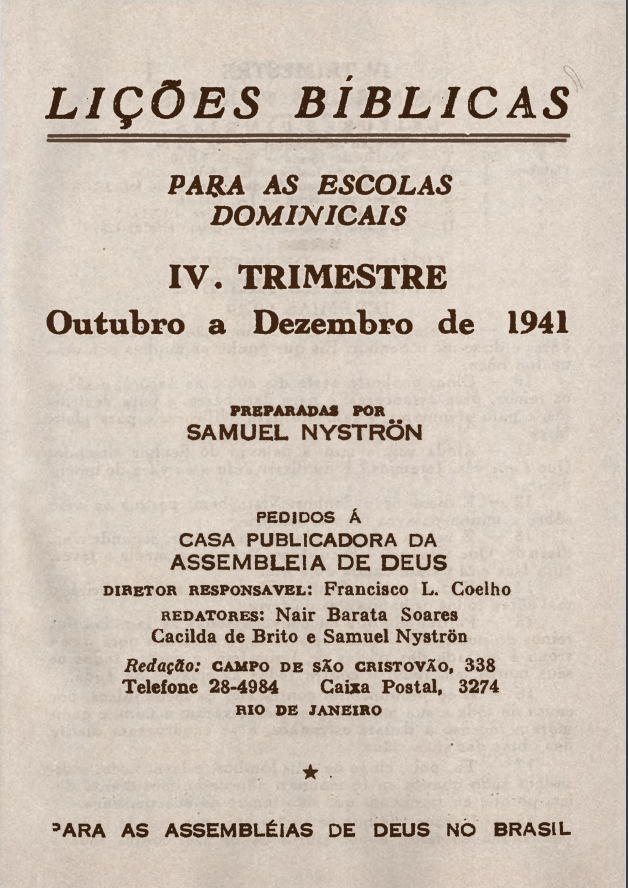 LIÇÕES BÍBLICAS
PARA AS ESCOLAS
DOMINICAIS
IV. TRIMESTRE
Outubro a Dezembro de 1941
PREPARADAS POR
SAMUEL NYSTRÖN
PEDIDOS Á
CASA PUBLICADORA DA
ASSEMBLEIA DE DEUS
DIRETOR RESPONSAVEL: Francisco L. Coelho
REDATORES: Nair Barata Soares
Cacilda de Brito e Samuel Nyströn
Redação: CAMPO DE SÃO CRISTOVÃO, 338
Telefone 28-4984 Caixa Postal, 3274
RIO DE JANEIRO
PARA AS ASSEMBLÉIAS DE DEUS NO BRASIL